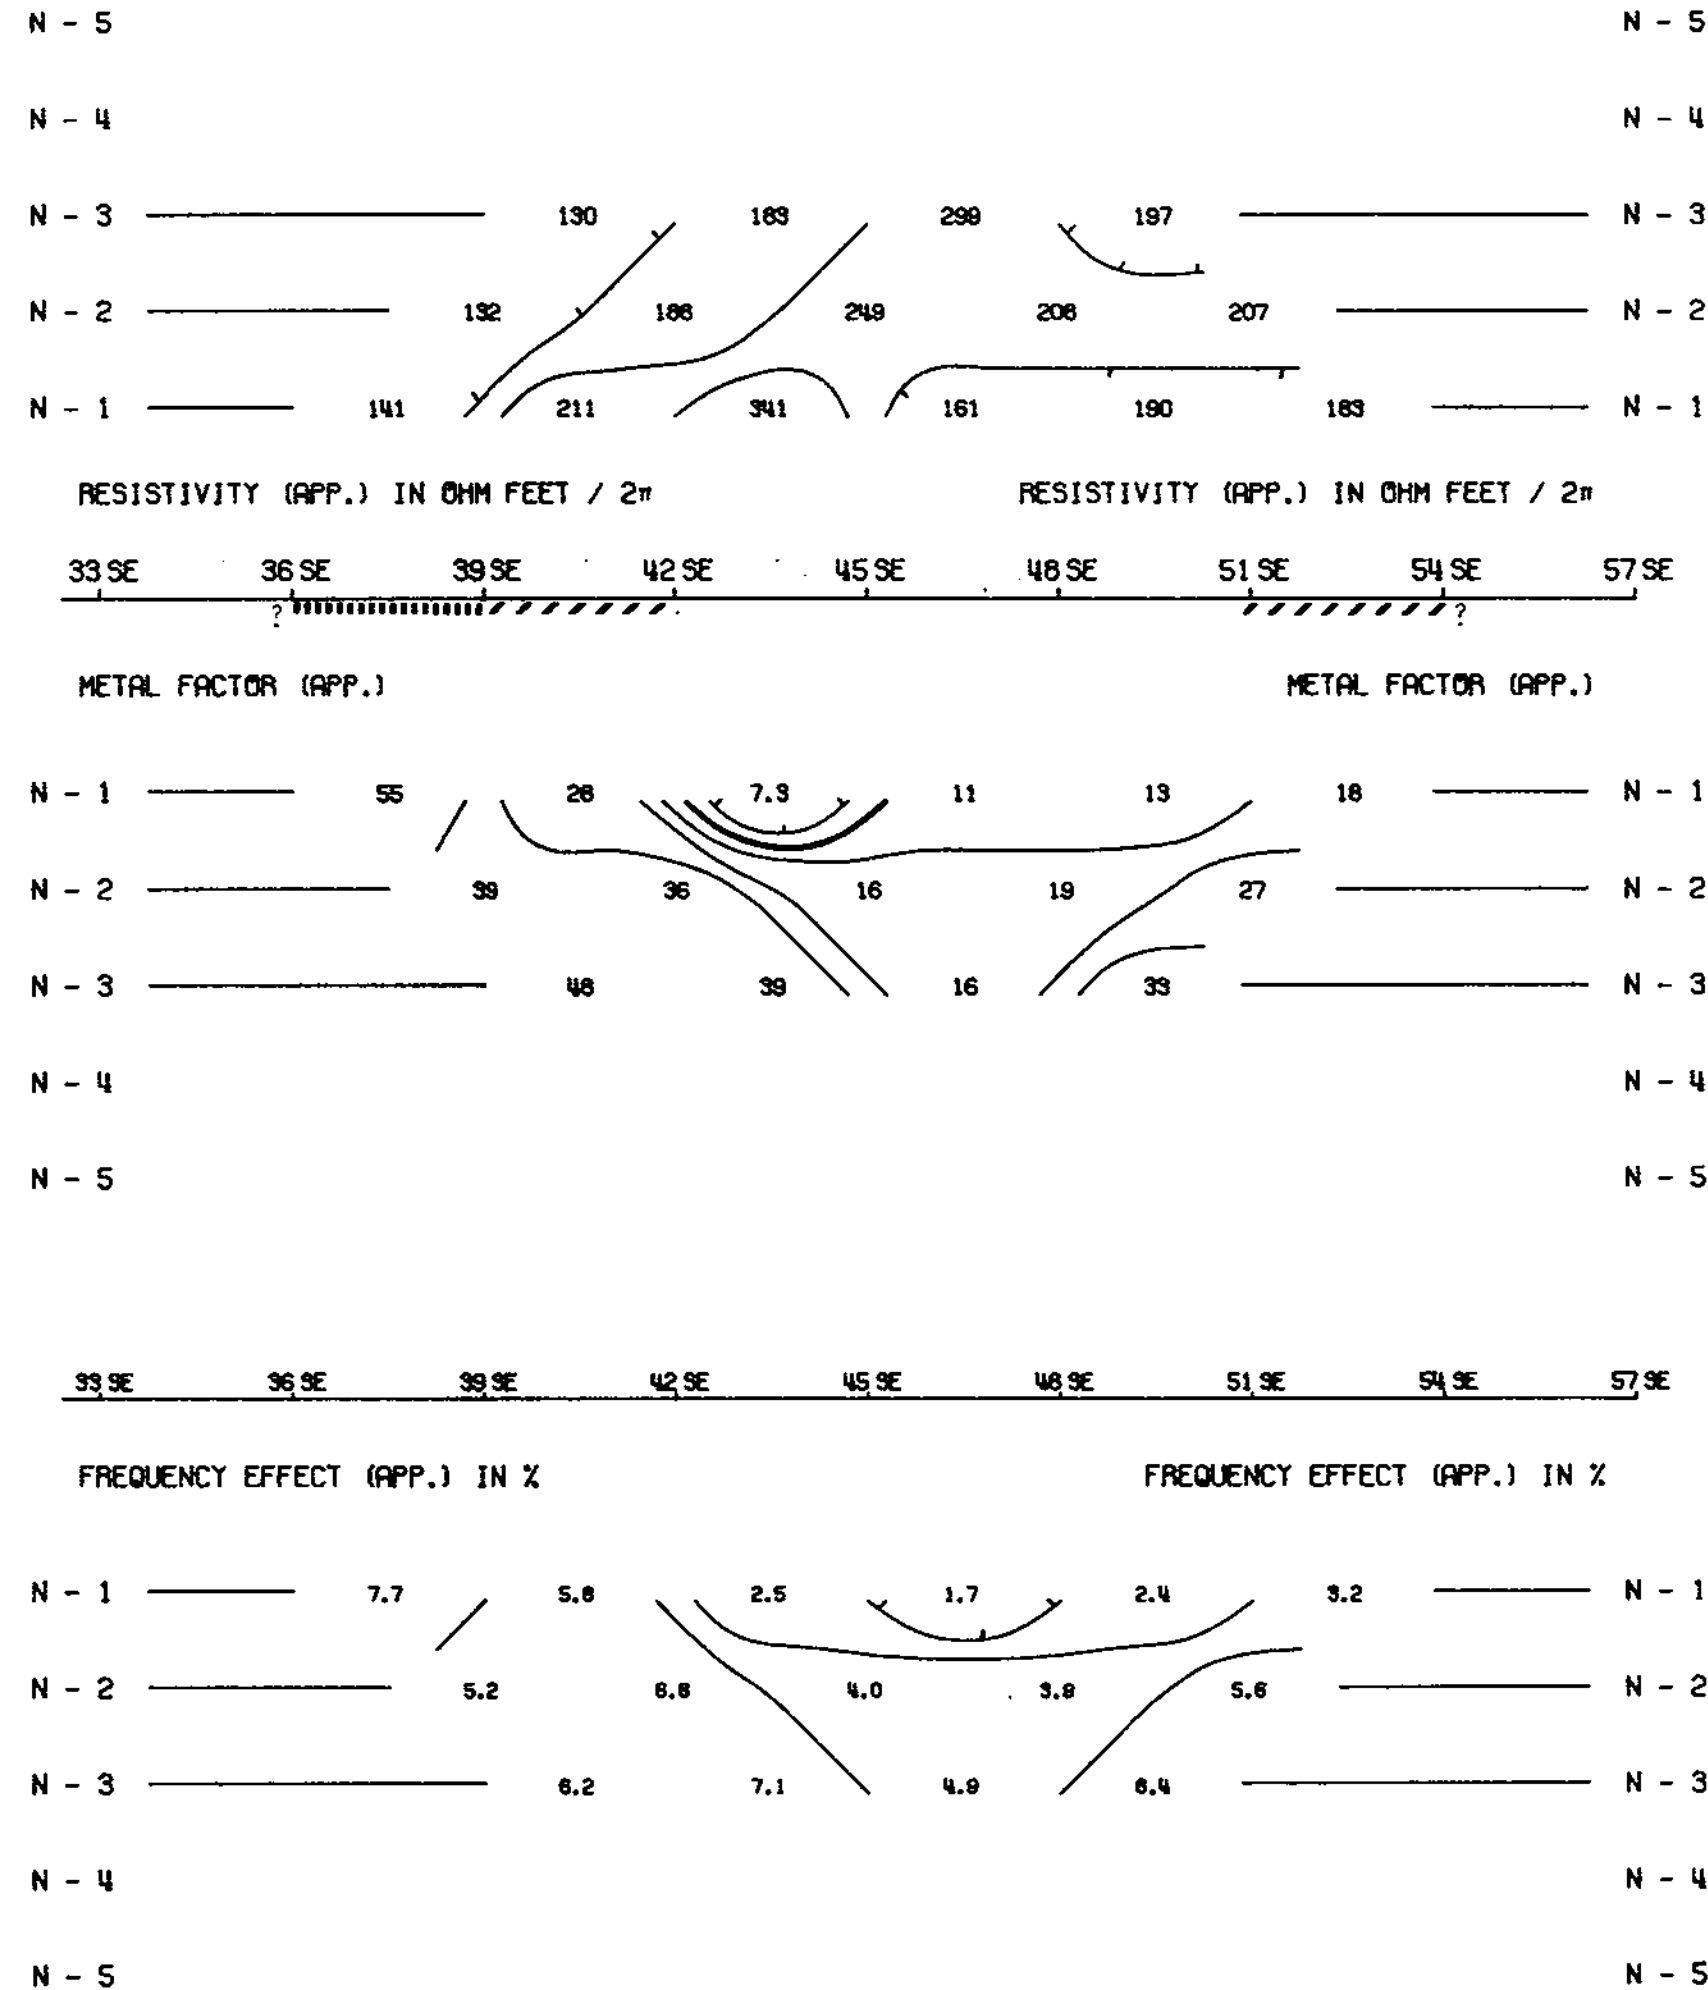 N - 5 N - 5
N - 4 N - 4
N - 3 130 183 299 197 N - 3
N - 2 132 188 249 206 207 N - 2
N - 1 141 211 341 161 190 183 N - 1
RESISTIVITY (APP.) IN OHM FEET / 2π RESISTIVITY (APP.) IN OHM FEET / 2π
33 SE 36 SE 39 SE 42 SE 45 SE 48 SE 51 SE 54 SE 57 SE
? ?
METAL FACTOR (APP.) METAL FACTOR (APP.)
N - 1 55 28 7.3 11 13 18 N - 1
N - 2 39 36 16 19 27 N - 2
N - 3 48 39 16 33 N - 3
N - 4 N - 4
N - 5 N - 5
33 SE 36 SE 39 SE 42 SE 45 SE 48 SE 51 SE 54 SE 57 SE
FREQUENCY EFFECT (APP.) IN % FREQUENCY EFFECT (APP.) IN %
N - 1 7.7 5.8 2.5 1.7 2.4 3.2 N - 1
N - 2 5.2 6.8 4.0 3.9 5.6 N - 2
N - 3 6.2 7.1 4.9 6.4 N - 3
N - 4 N - 4
N - 5 N - 5